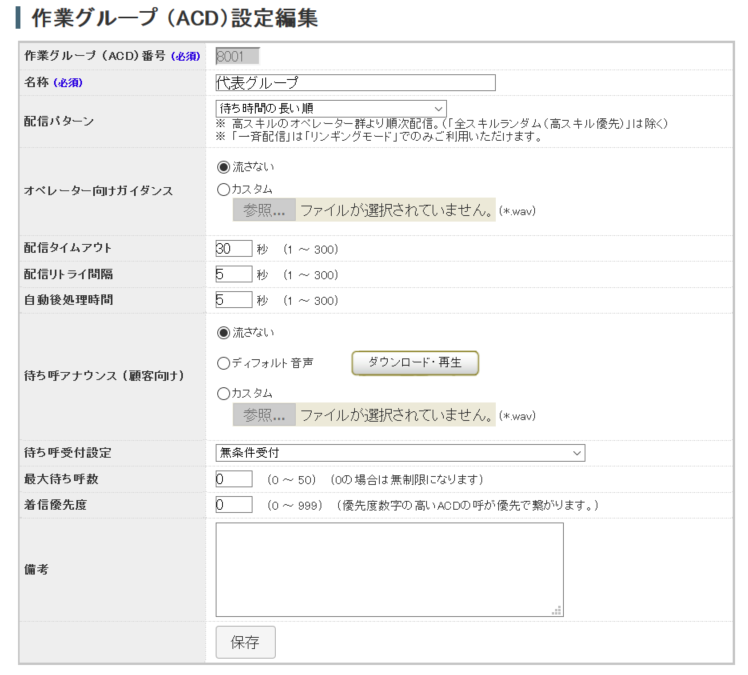 作業グループ（ACD）設定編集
作業グループ（ACD）番号 (必須)
8001
名称 (必須)
代表グループ
配信パターン
待ち時間の長い順
※ 高スキルのオペレーター群より順次配信。（「全スキルランダム（高スキル優先）」は除く）
※ 「一斉配信」は「リンギングモード」でのみご利用いただけます。
オペレーター向けガイダンス
流さない
カスタム
参照... ファイルが選択されていません。 (*.wav)
配信タイムアウト
30 秒 （1 ～ 300）
配信リトライ間隔
5 秒 （1 ～ 300）
自動後処理時間
5 秒 （1 ～ 300）
待ち呼アナウンス（顧客向け）
流さない
ディフォルト音声 ダウンロード・再生
カスタム
参照... ファイルが選択されていません。 (*.wav)
待ち呼受付設定
無条件受付
最大待ち呼数
0 （0 ～ 50）（0の場合は無制限になります）
着信優先度
0 （0 ～ 999）（優先度数字の高いACDの呼が優先で繋がります。）
備考
保存